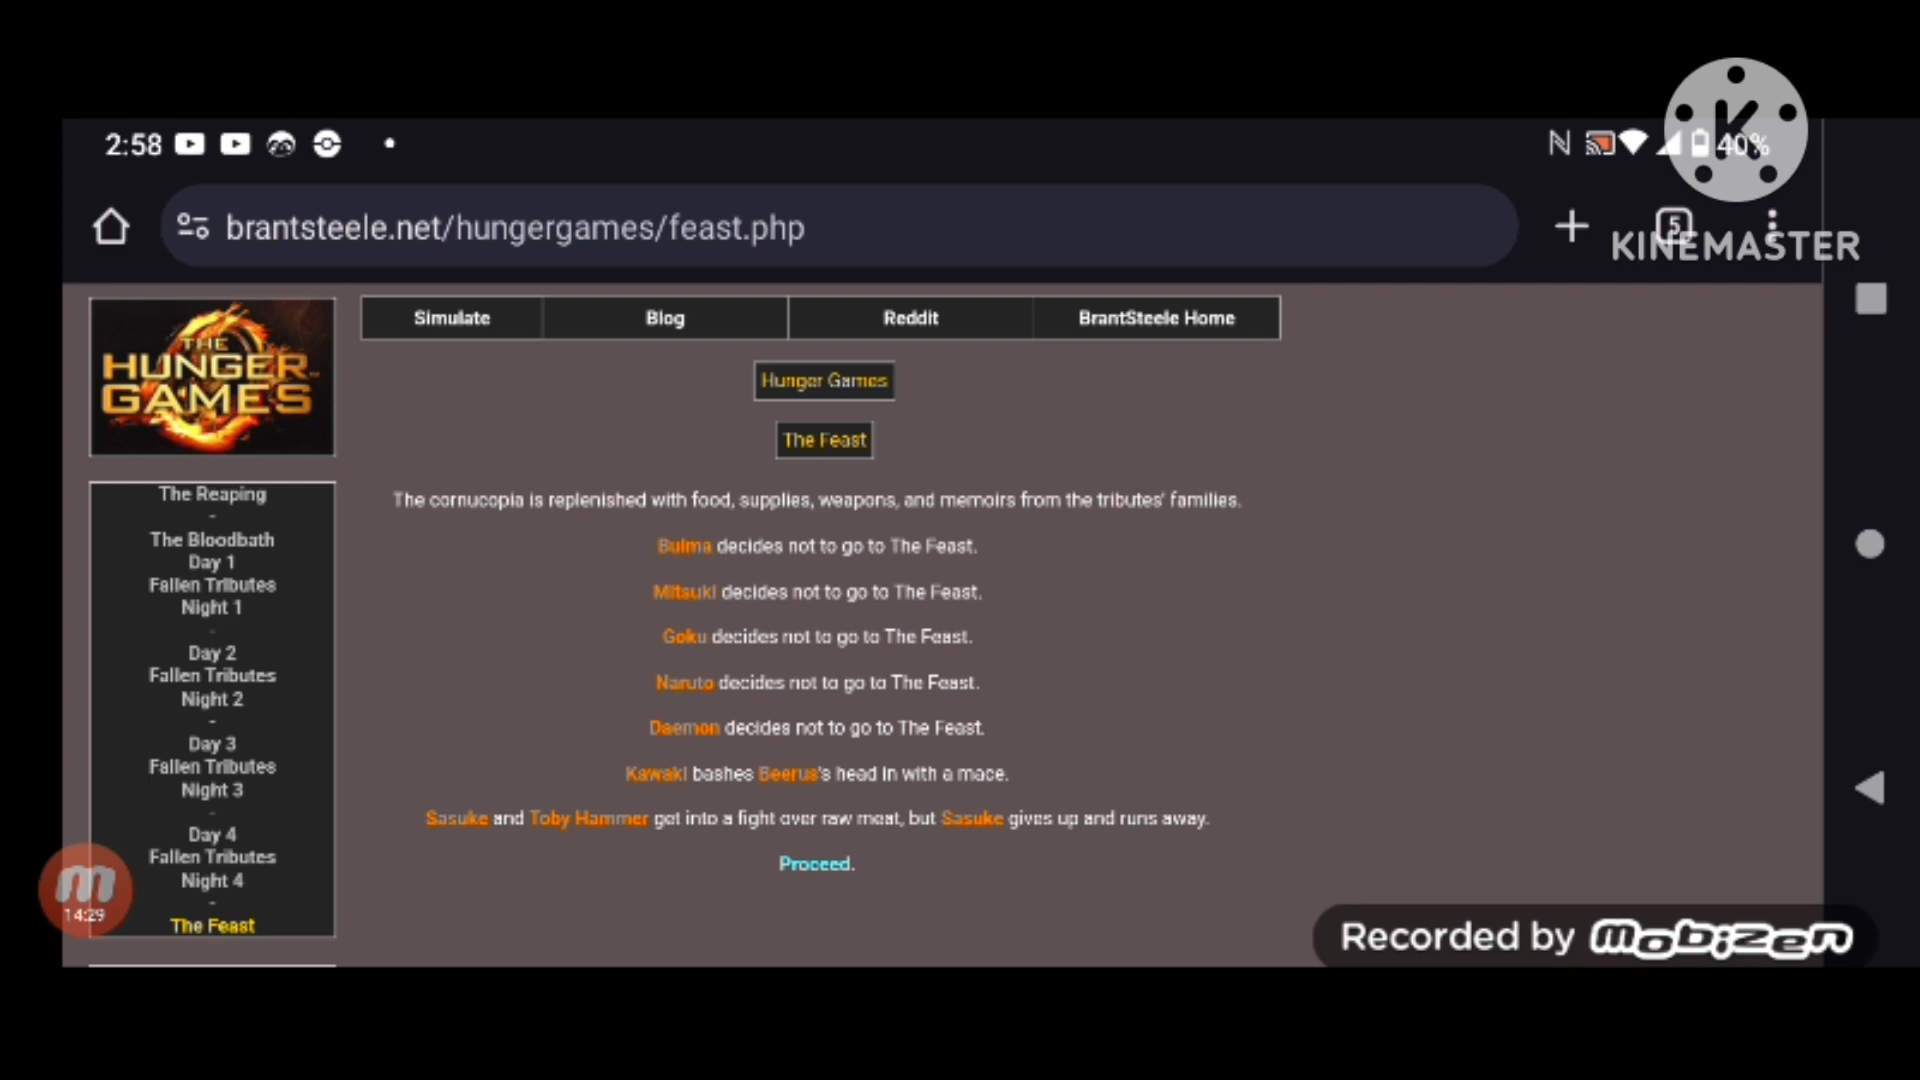 2:58
40%
brantsteele.net/hungergames/feast.php
5
KINEMASTER
THE
HUNGER
GAMES
Simulate
Blog
Reddit
BrantSteele Home
Hunger Games
The Feast
The cornucopia is replenished with food, supplies, weapons, and memoirs from the tributes' families.
Bulma decides not to go to The Feast.
Mitsuki decides not to go to The Feast.
Goku decides not to go to The Feast.
Naruto decides not to go to The Feast.
Daemon decides not to go to The Feast.
Kawaki bashes Beerus's head in with a mace.
Sasuke and Toby Hammer get into a fight over raw meat, but Sasuke gives up and runs away.
Proceed.
The Reaping
-
The Bloodbath
Day 1
Fallen Tributes
Night 1
-
Day 2
Fallen Tributes
Night 2
-
Day 3
Fallen Tributes
Night 3
-
Day 4
Fallen Tributes
Night 4
-
The Feast
14:29
Recorded by Mobizen